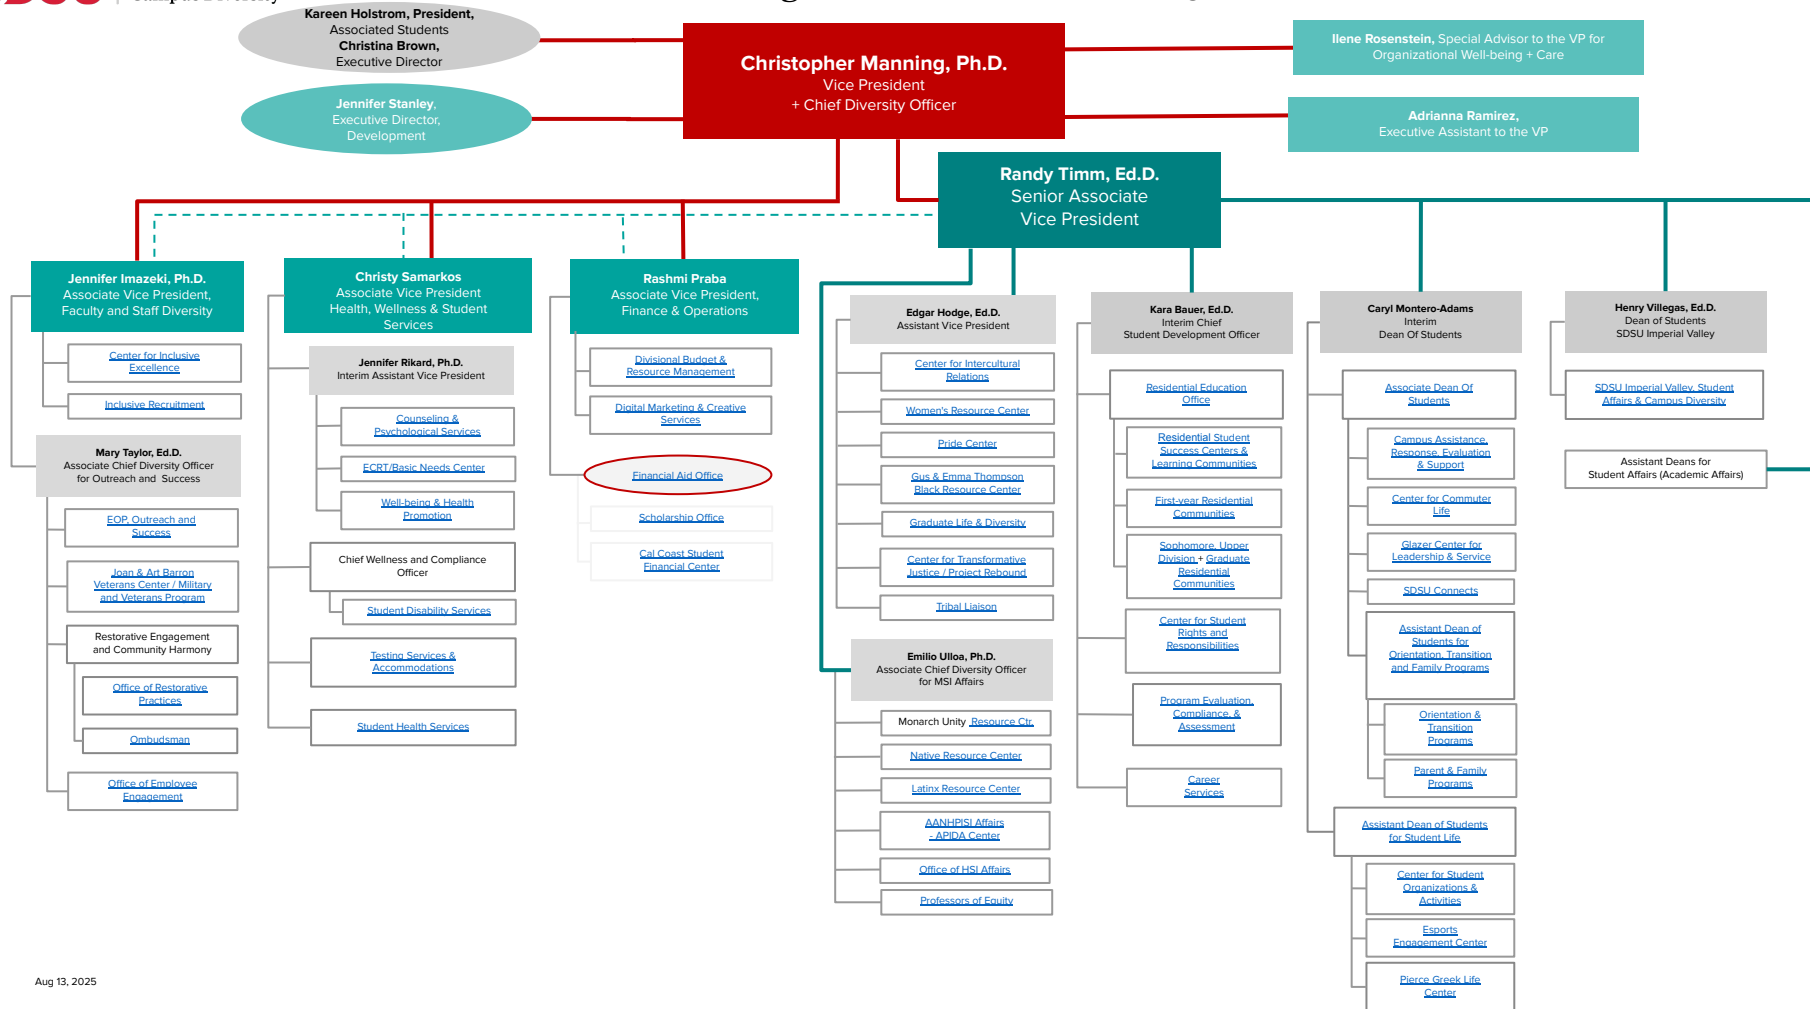 Kareen Holstrom, President,
Associated Students
Christina Brown,
Executive Director
Jennifer Stanley,
Executive Director,
Development
Christopher Manning, Ph.D.
Vice President
+ Chief Diversity Officer
Ilene Rosenstein, Special Advisor to the VP for
Organizational Well-being + Care
Adrianna Ramirez,
Executive Assistant to the VP
Randy Timm, Ed.D.
Senior Associate
Vice President
Jennifer Imazeki, Ph.D.
Associate Vice President,
Faculty and Staff Diversity
Center for Inclusive
Excellence
Inclusive Recruitment
Mary Taylor, Ed.D.
Associate Chief Diversity Officer
for Outreach and Success
EOP, Outreach and
Success
Joan & Art Barron
Veterans Center / Military
and Veterans Program
Restorative Engagement
and Community Harmony
Office of Restorative
Practices
Ombudsman
Office of Employee
Engagement
Christy Samarkos
Associate Vice President
Health, Wellness & Student
Services
Jennifer Rikard, Ph.D.
Interim Assistant Vice President
Counseling &
Psychological Services
ECRT/Basic Needs Center
Well-being & Health
Promotion
Chief Wellness and Compliance
Officer
Student Disability Services
Testing Services &
Accommodations
Student Health Services
Rashmi Praba
Associate Vice President,
Finance & Operations
Divisional Budget &
Resource Management
Digital Marketing & Creative
Services
Financial Aid Office
Scholarship Office
Cal Coast Student
Financial Center
Edgar Hodge, Ed.D.
Assistant Vice President
Center for Intercultural
Relations
Women's Resource Center
Pride Center
Gus & Emma Thompson
Black Resource Center
Graduate Life & Diversity
Center for Transformative
Justice / Project Rebound
Tribal Liaison
Emilio Ulloa, Ph.D.
Associate Chief Diversity Officer
for MSI Affairs
Monarch Unity Resource Ctr.
Native Resource Center
Latinx Resource Center
AANHPISI Affairs
- APIDA Center
Office of HSI Affairs
Professors of Equity
Kara Bauer, Ed.D.
Interim Chief
Student Development Officer
Residential Education
Office
Residential Student
Success Centers &
Learning Communities
First-year Residential
Communities
Sophomore, Upper
Division + Graduate
Residential
Communities
Center for Student
Rights and
Responsibilities
Program Evaluation,
Compliance, &
Assessment
Career
Services
Caryl Montero-Adams
Interim
Dean Of Students
Associate Dean Of
Students
Campus Assistance,
Response, Evaluation
& Support
Center for Commuter
Life
Glazer Center for
Leadership & Service
SDSU Connects
Assistant Dean of
Students for
Orientation, Transition
and Family Programs
Orientation &
Transition
Programs
Parent & Family
Programs
Assistant Dean of Students
for Student Life
Center for Student
Organizations &
Activities
Esports
Engagement Center
Pierce Greek Life
Center
Henry Villegas, Ed.D.
Dean of Students
SDSU Imperial Valley
SDSU Imperial Valley, Student
Affairs & Campus Diversity
Assistant Deans for
Student Affairs (Academic Affairs)
Aug 13, 2025